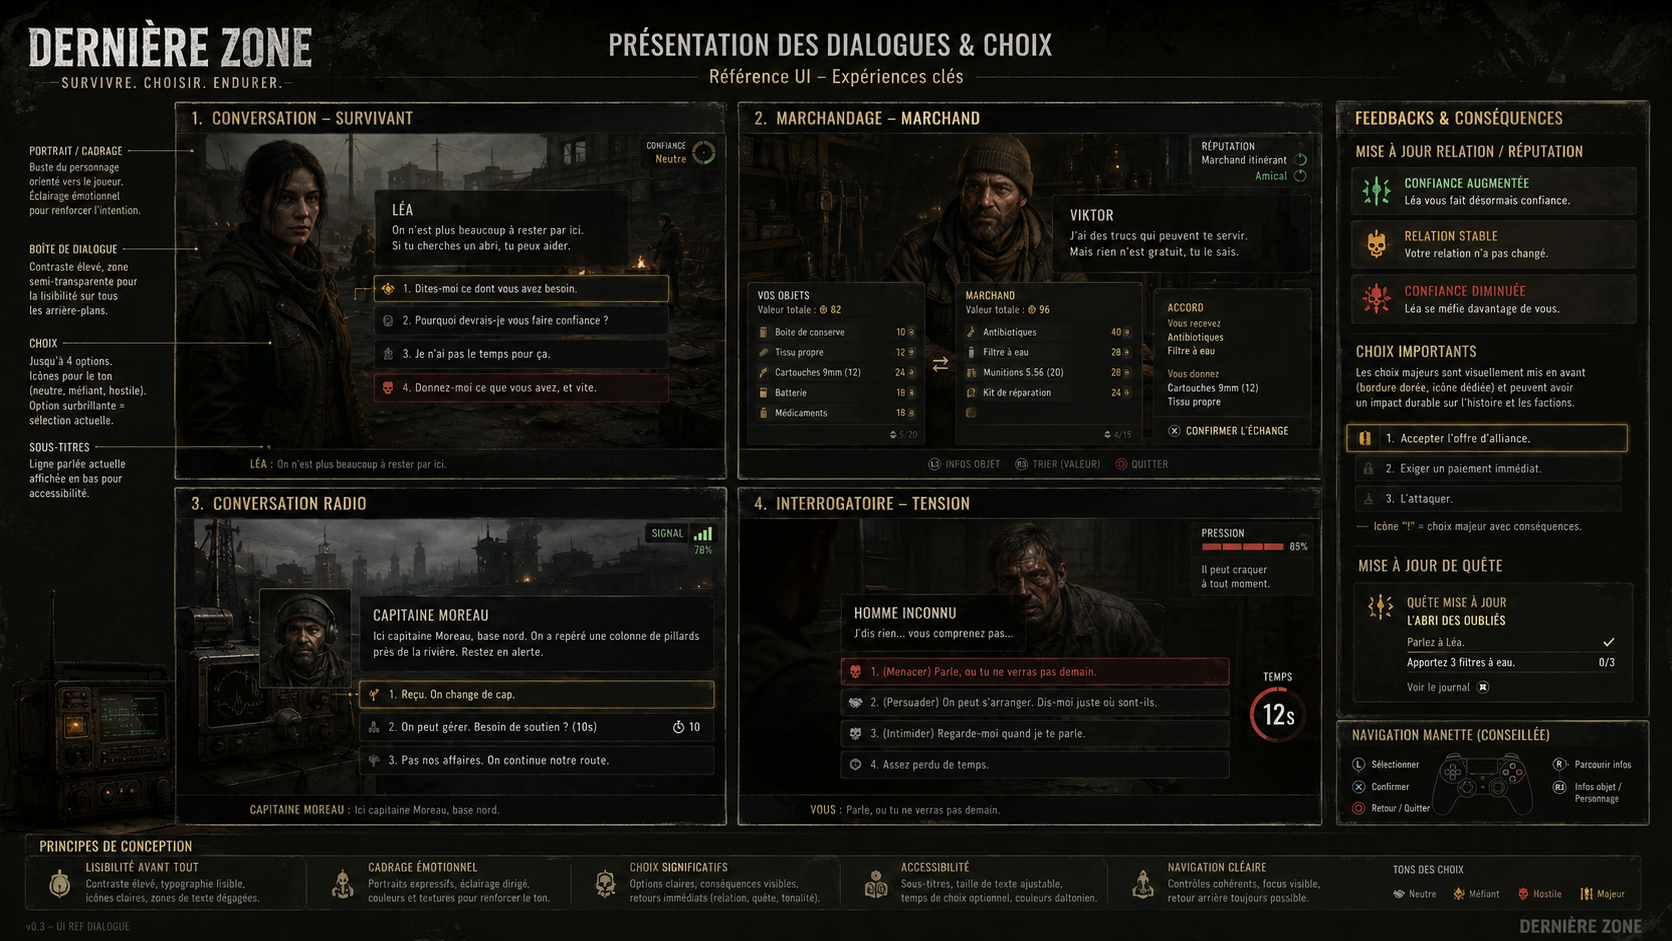 DERNIÈRE ZONE
SURVIVRE. CHOISIR. ENDURER.
PRÉSENTATION DES DIALOGUES & CHOIX
Référence UI – Expériences clés
PORTRAIT / CADRAGE
Buste du personnage
orienté vers le joueur.
Éclairage émotionnel
pour renforcer l'intention.
BOÎTE DE DIALOGUE
Contraste élevé, zone
semi-transparente pour
la lisibilité sur tous
les arrière-plans.
CHOIX
Jusqu'à 4 options.
Icônes pour le ton
(neutre, méfiant, hostile).
Option surbrillante =
sélection actuelle.
SOUS-TITRES
Ligne parlée actuelle
affichée en bas pour
accessibilité.
1. CONVERSATION – SURVIVANT
CONFIANCE
Neutre
LÉA
On n'est plus beaucoup à rester par ici.
Si tu cherches un abri, tu peux aider.
1. Dites-moi ce dont vous avez besoin.
2. Pourquoi devrais-je vous faire confiance ?
3. Je n'ai pas le temps pour ça.
4. Donnez-moi ce que vous avez, et vite.
LÉA : On n'est plus beaucoup à rester par ici.
2. MARCHANDAGE – MARCHAND
RÉPUTATION
Marchand itinérant
Amical
VIKTOR
J'ai des trucs qui peuvent te servir.
Mais rien n'est gratuit, tu le sais.
VOS OBJETS
Valeur totale : 82
Boite de conserve 10
Tissu propre 12
Cartouches 9mm (12) 24
Batterie 18
Médicaments 18
5/20
MARCHAND
Valeur totale : 96
Antibiotiques 40
Filtre à eau 28
Munitions 5.56 (20) 28
Kit de réparation 24
4/15
ACCORD
Vous recevez
Antibiotiques
Filtre à eau
Vous donnez
Cartouches 9mm (12)
Tissu propre
X CONFIRMER L'ÉCHANGE
INFOS OBJET
TRIER (VALEUR)
QUITTER
3. CONVERSATION RADIO
SIGNAL
78%
CAPITAINE MOREAU
Ici capitaine Moreau, base nord. On a repéré une colonne de pillards
près de la rivière. Restez en alerte.
1. Reçu. On change de cap.
2. On peut gérer. Besoin de soutien ? (10s) 10
3. Pas nos affaires. On continue notre route.
CAPITAINE MOREAU : Ici capitaine Moreau, base nord.
4. INTERROGATOIRE – TENSION
PRESSION
85%
Il peut craquer
à tout moment.
HOMME INCONNU
J'dis rien... vous comprenez pas...
1. (Menacer) Parle, ou tu ne verras pas demain.
2. (Persuader) On peut s'arranger. Dis-moi juste où sont-ils.
3. (Intimider) Regarde-moi quand je te parle.
4. Assez perdu de temps.
TEMPS
12s
VOUS : Parle, ou tu ne verras pas demain.
FEEDBACKS & CONSÉQUENCES
MISE À JOUR RELATION / RÉPUTATION
CONFIANCE AUGMENTÉE
Léa vous fait désormais confiance.
RELATION STABLE
Votre relation n'a pas changé.
CONFIANCE DIMINUÉE
Léa se méfie davantage de vous.
CHOIX IMPORTANTS
Les choix majeurs sont visuellement mis en avant
(bordure dorée, icône dédiée) et peuvent avoir
un impact durable sur l'histoire et les factions.
1. Accepter l'offre d'alliance.
2. Exiger un paiement immédiat.
3. L'attaquer.
— Icône "!" = choix majeur avec conséquences.
MISE À JOUR DE QUÊTE
QUÊTE MISE À JOUR
L'ABRI DES OUBLIÉS
Parlez à Léa.
Apportez 3 filtres à eau. 0/3
Voir le journal
NAVIGATION MANETTE (CONSEILLÉE)
L Sélectionner
X Confirmer
Retour / Quitter
R Parcourir infos
R1 Infos objet /
Personnage
PRINCIPES DE CONCEPTION
LISIBILITÉ AVANT TOUT
Contraste élevé, typographie lisible,
icônes claires, zones de texte dégagées.
CADRAGE ÉMOTIONNEL
Portraits expressifs, éclairage dirigé,
couleurs et textures pour renforcer le ton.
CHOIX SIGNIFICATIFS
Options claires, conséquences visibles,
retours immédiats (relation, quête, tonalité).
ACCESSIBILITÉ
Sous-titres, taille de texte ajustable,
temps de choix optionnel, couleurs daltonien.
NAVIGATION CLÉAIRE
Contrôles cohérents, focus visible,
retour arrière toujours possible.
TONS DES CHOIX
Neutre
Méfiant
Hostile
Majeur
v0.3 – UI REF DIALOGUE
DERNIÈRE ZONE